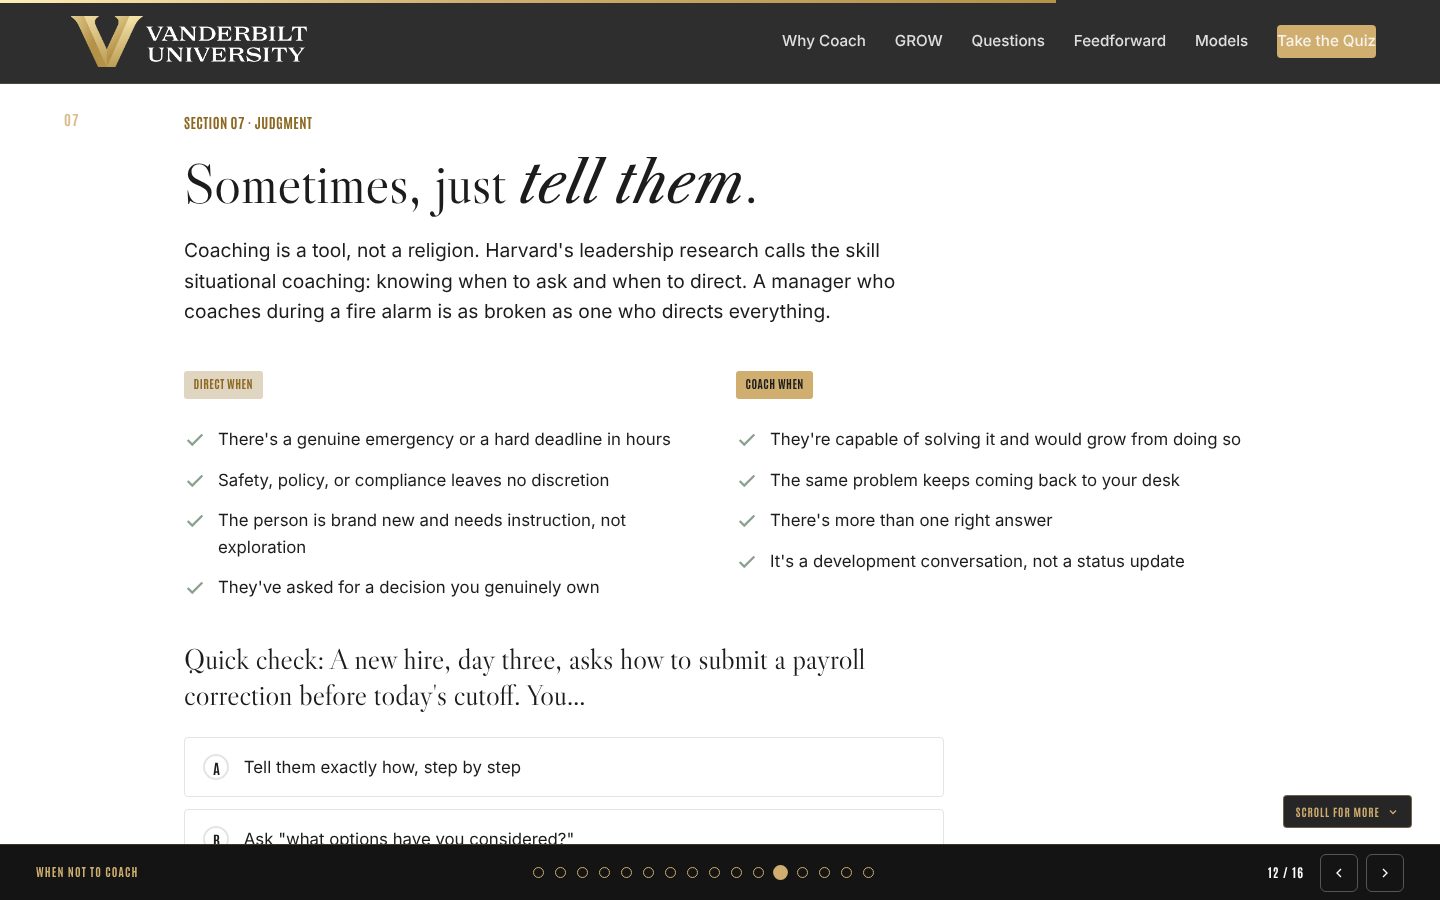 VANDERBILT
UNIVERSITY
Why Coach
GROW
Questions
Feedforward
Models
Take the Quiz
07
SECTION 07 · JUDGMENT
Sometimes, just tell them.
Coaching is a tool, not a religion. Harvard's leadership research calls the skill
situational coaching: knowing when to ask and when to direct. A manager who
coaches during a fire alarm is as broken as one who directs everything.
DIRECT WHEN
There's a genuine emergency or a hard deadline in hours
Safety, policy, or compliance leaves no discretion
The person is brand new and needs instruction, not
exploration
They've asked for a decision you genuinely own
COACH WHEN
They're capable of solving it and would grow from doing so
The same problem keeps coming back to your desk
There's more than one right answer
It's a development conversation, not a status update
Quick check: A new hire, day three, asks how to submit a payroll
correction before today's cutoff. You...
A Tell them exactly how, step by step
B Ask "what options have you considered?"
SCROLL FOR MORE
WHEN NOT TO COACH
12 / 16